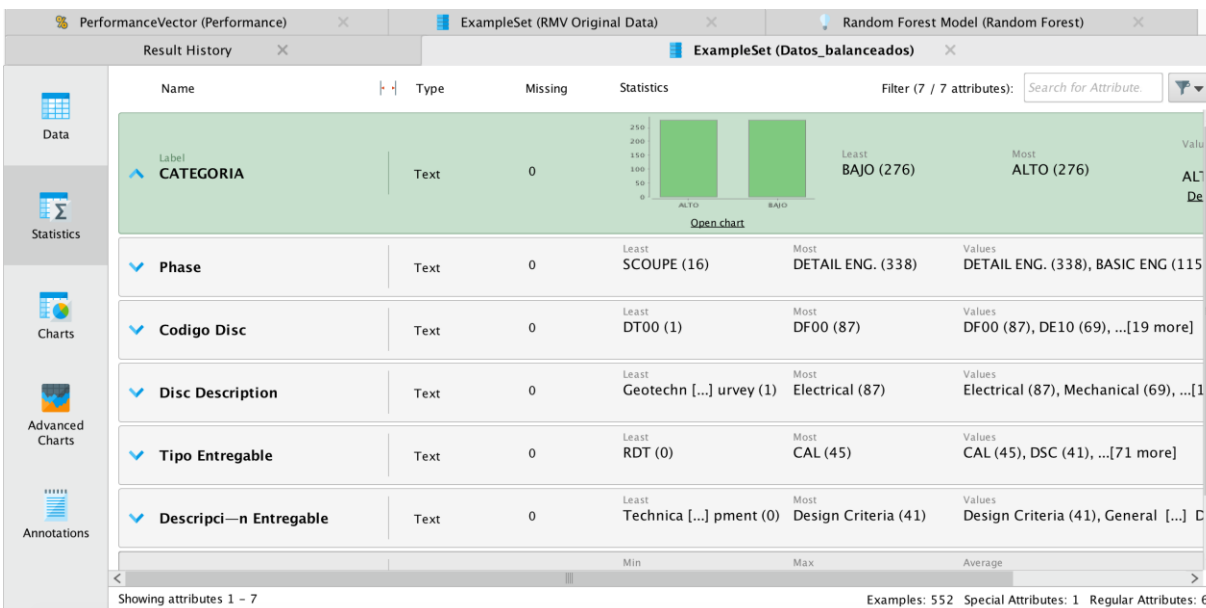 PerformanceVector (Performance)
ExampleSet (RMV Original Data)
Random Forest Model (Random Forest)
Result History
ExampleSet (Datos_balanceados)
Name
Type
Missing
Statistics
Filter (7 / 7 attributes):
Search for Attribute
Data
Statistics
Charts
Advanced
Charts
Annotations
Label
CATEGORIA
Text
0
250
200
150
100
50
0
ALTO
BAJO
Open chart
Least
BAJO (276)
Most
ALTO (276)
Valu
ALT
De
Phase
Text
0
Least
SCOUPE (16)
Most
DETAIL ENG. (338)
Values
DETAIL ENG. (338), BASIC ENG (115
Codigo Disc
Text
0
Least
DT00 (1)
Most
DF00 (87)
Values
DF00 (87), DE10 (69), ...[19 more]
Disc Description
Text
0
Least
Geotechn [...] urvey (1)
Most
Electrical (87)
Values
Electrical (87), Mechanical (69), ...[1
Tipo Entregable
Text
0
Least
RDT (0)
Most
CAL (45)
Values
CAL (45), DSC (41), ...[71 more]
Descripci—n Entregable
Text
0
Least
Technica [...] pment (0)
Most
Design Criteria (41)
Values
Design Criteria (41), General [...] D
Min
Max
Average
Showing attributes 1 - 7
Examples: 552 Special Attributes: 1 Regular Attributes: 6